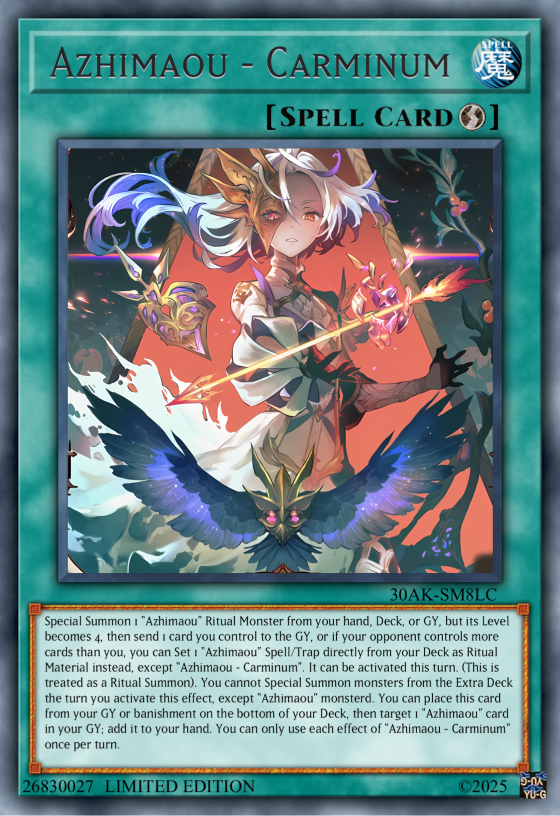 AZHIMAOU - CARMINUM
SPELL
魔
[SPELL CARD]
30AK-SM8LC
Special Summon 1 "Azhimaou" Ritual Monster from your hand, Deck, or GY, but its Level
becomes 4, then send 1 card you control to the GY, or if your opponent controls more
cards than you, you can Set 1 "Azhimaou" Spell/Trap directly from your Deck as Ritual
Material instead, except "Azhimaou - Carminum". It can be activated this turn. (This is
treated as a Ritual Summon). You cannot Special Summon monsters from the Extra Deck
the turn you activate this effect, except "Azhimaou" monsterd. You can place this card
from your GY or banishment on the bottom of your Deck, then target 1 "Azhimaou" card
in your GY; add it to your hand. You can only use each effect of "Azhimaou - Carminum"
once per turn.
26830027 LIMITED EDITION
©2025
YU-G